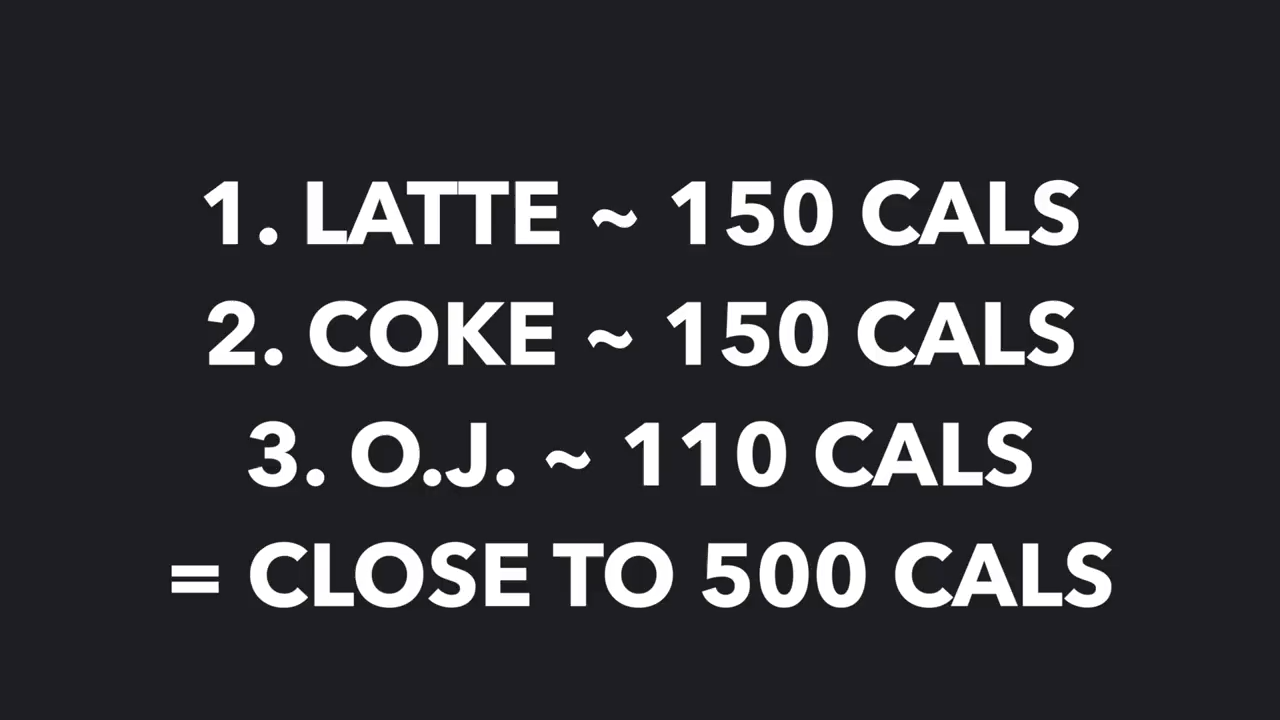 1. LATTE ~ 150 CALS
2. COKE ~ 150 CALS
3. O.J. ~ 110 CALS
= CLOSE TO 500 CALS